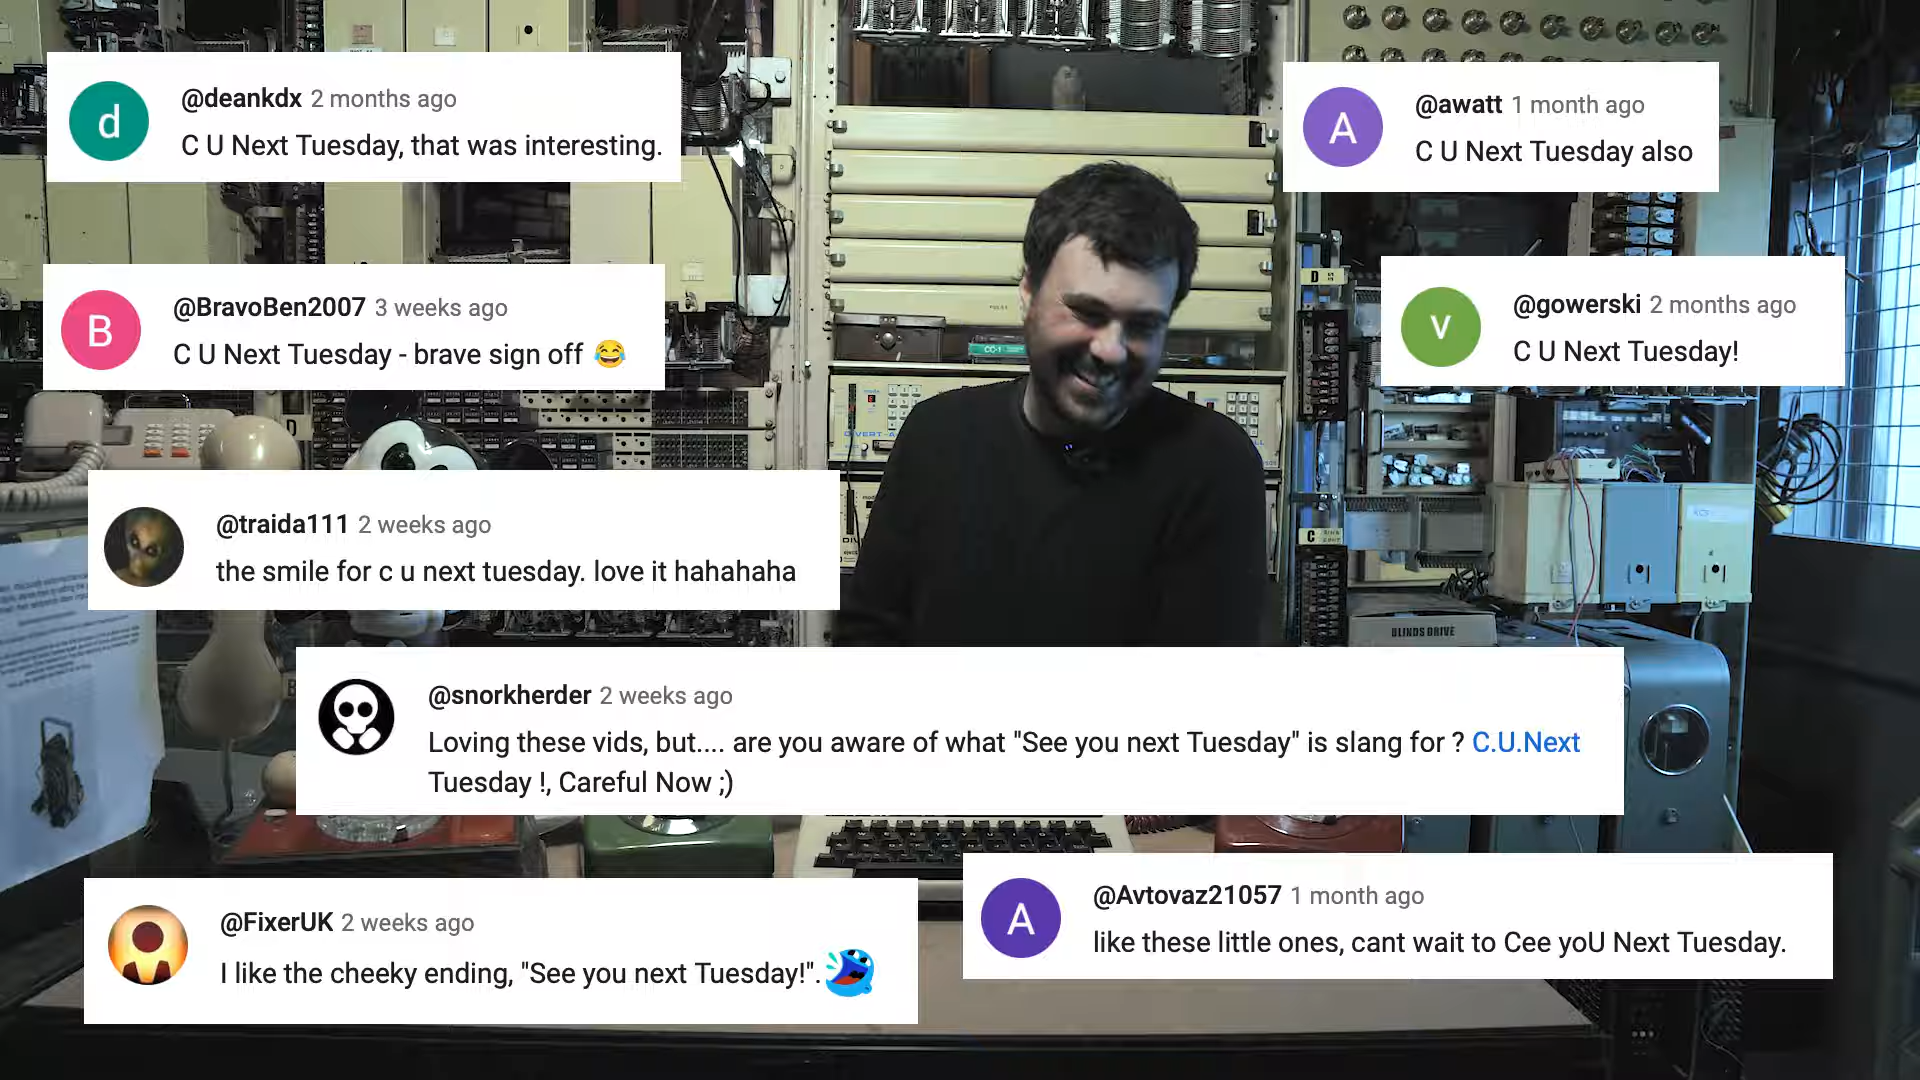 @deankdx 2 months ago
C U Next Tuesday, that was interesting.
@awatt 1 month ago
C U Next Tuesday also
@BravoBen2007 3 weeks ago
C U Next Tuesday - brave sign off 😂
@gowerski 2 months ago
C U Next Tuesday!
@traida111 2 weeks ago
the smile for c u next tuesday. love it hahahaha
@snorkherder 2 weeks ago
Loving these vids, but.... are you aware of what "See you next Tuesday" is slang for ? C.U.Next
Tuesday !, Careful Now ;)
@FixerUK 2 weeks ago
I like the cheeky ending, "See you next Tuesday!".
@Avtovaz21057 1 month ago
like these little ones, cant wait to Cee yoU Next Tuesday.
d
A
B
V
A
D
C
D
CC-1
BLINDS DRIVE